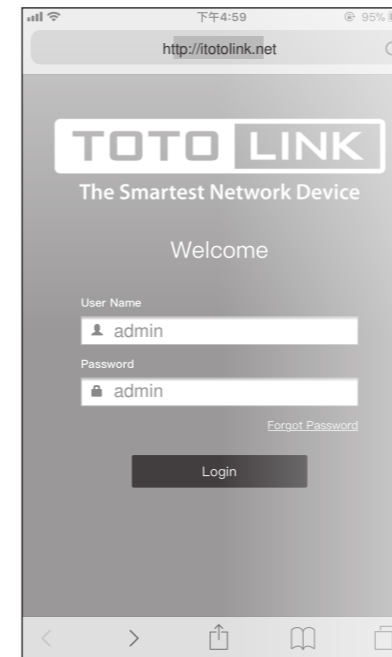 下午4:59
95%
http://itotolink.net
TOTO LINK
The Smartest Network Device
Welcome
User Name
admin
Password
admin
Forgot Password
Login